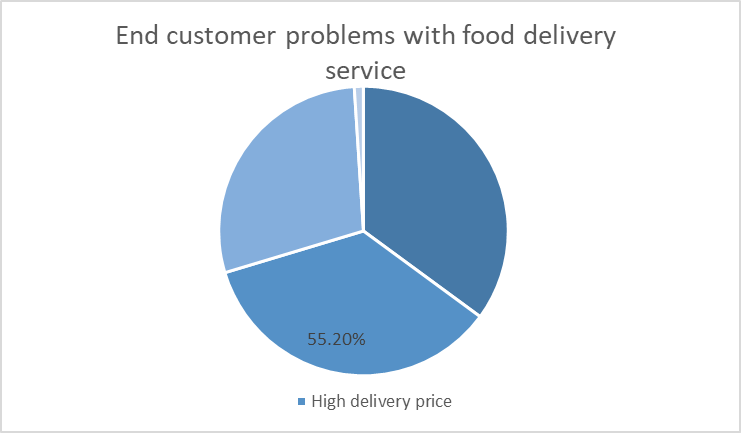 End customer problems with food delivery
service
55.20%
High delivery price